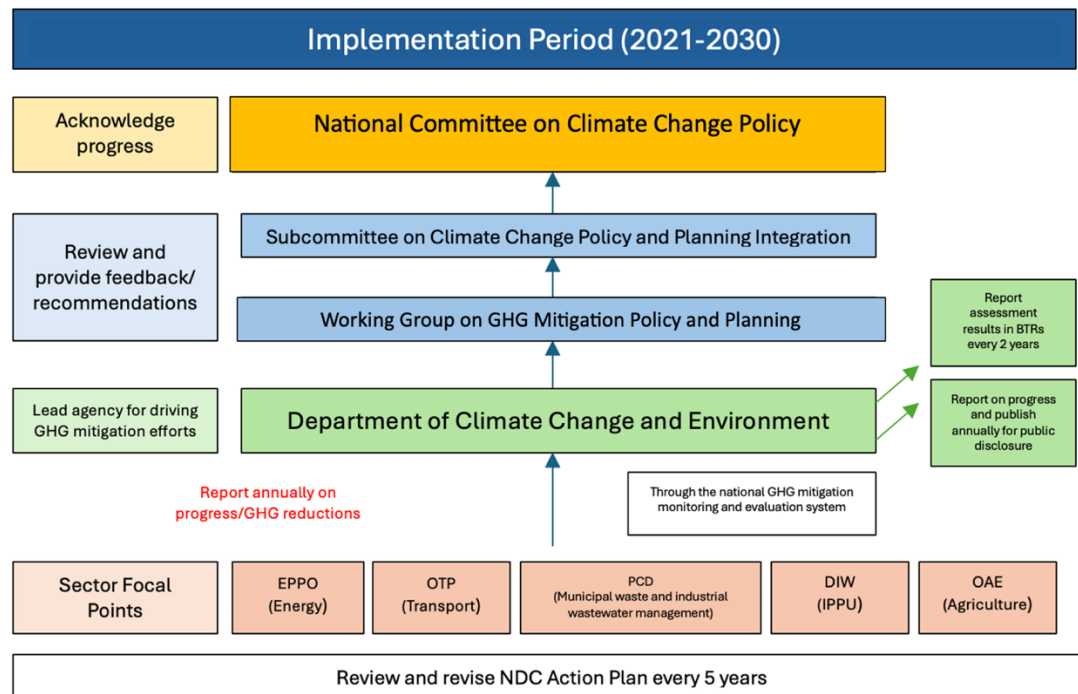 Implementation Period (2021-2030)
Acknowledge
progress
National Committee on Climate Change Policy
Review and
provide feedback/
recommendations
Subcommittee on Climate Change Policy and Planning Integration
Working Group on GHG Mitigation Policy and Planning
Report
assessment
results in BTRs
every 2 years
Lead agency for driving
GHG mitigation efforts
Department of Climate Change and Environment
Report on progress
and publish
annually for public
disclosure
Report annually on
progress/GHG reductions
Through the national GHG mitigation
monitoring and evaluation system
Sector Focal
Points
EPPO
(Energy)
OTP
(Transport)
PCD
(Municipal waste and industrial
wastewater management)
DIW
(IPPU)
OAE
(Agriculture)
Review and revise NDC Action Plan every 5 years